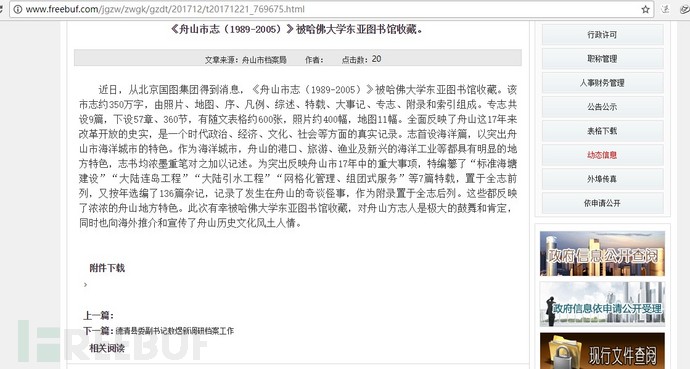 www.freebuf.com/jgzw/zwgk/gzdt/201712/t20171221_769675.html
《舟山市志（1989-2005）》被哈佛大学东亚图书馆收藏。
文章来源：舟山市档案局 作者： 点击数：20
近日，从北京国图集团得到消息，《舟山市志（1989-2005）》被哈佛大学东亚图书馆收藏。该
市志约350万字，由照片、地图、序、凡例、综述、特载、大事记、专志、附录和索引组成。专志共
设9篇，下设57章、360节，有随文表格约600张，照片约400幅，地图11幅。全面反映了舟山这17年来
改革开放的史实，是一个时代政治、经济、文化、社会等方面的真实记录。志首设海洋篇，以突出舟
山市海洋城市的特色。作为海洋城市，舟山的港口、旅游、渔业及新兴的海洋工业等都具有明显的地
方特色，志书均浓墨重笔对之加以记述。为突出反映舟山市17年中的重大事项，特编纂了“标准海塘
建设”“大陆连岛工程”“大陆引水工程”“网格化管理、组团式服务”等7篇特载，置于全志前
列，又按年选编了136篇杂记，记录了发生在舟山的奇谈怪事，作为附录置于全志后列。这些都反映
了浓浓的舟山地方特色。此次有幸被哈佛大学东亚图书馆收藏，对舟山方志人是极大的鼓舞和肯定，
同时也向海外推介和宣传了舟山历史文化风土人情。
附件下载
›
上一篇：
下一篇：德清县委副书记敖煜新调研档案工作
相关阅读
行政许可
职称管理
人事财务管理
公告公示
表格下载
动态信息
外埠传真
依申请公开
政府信息公开查阅
政府信息依申请公开受理
现行文件查阅
FREEBUF